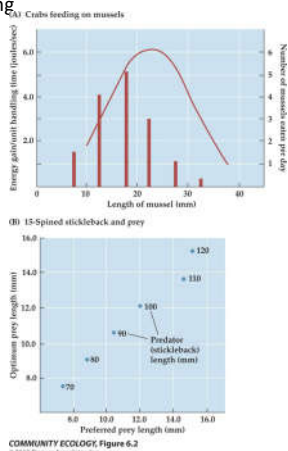 ng
(A) Crabs feeding on mussels
Energy gain/unit handling time (joules/sec)
6.0
4.0
2.0
Number of mussels eaten per day
6
5
4
3
2
1
0
10
20
30
40
Length of mussel (mm)
(B) 15-Spined stickleback and prey
Optimum prey length (mm)
16.0
14.0
12.0
10.0
8.0
120
110
100
90
80
70
Predator
(stickleback)
length (mm)
6.0
10.0
12.0
14.0
16.0
Preferred prey length (mm)
COMMUNITY ECOLOGY, Figure 6.2